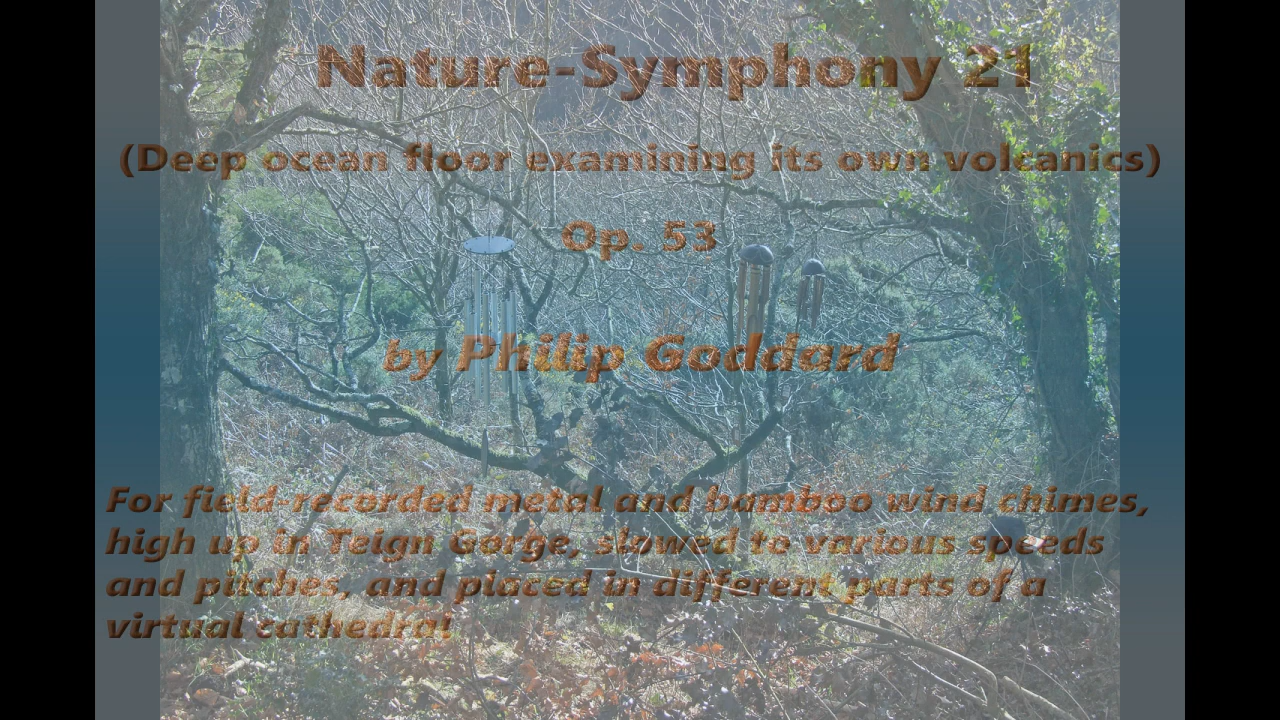 Nature-Symphony 21
(Deep ocean floor examining its own volcanics)
Op. 53
by Philip Goddard
For field-recorded metal and bamboo wind chimes,
high up in Teign Gorge, slowed to various speeds
and pitches, and placed in different parts of a
virtual cathedral